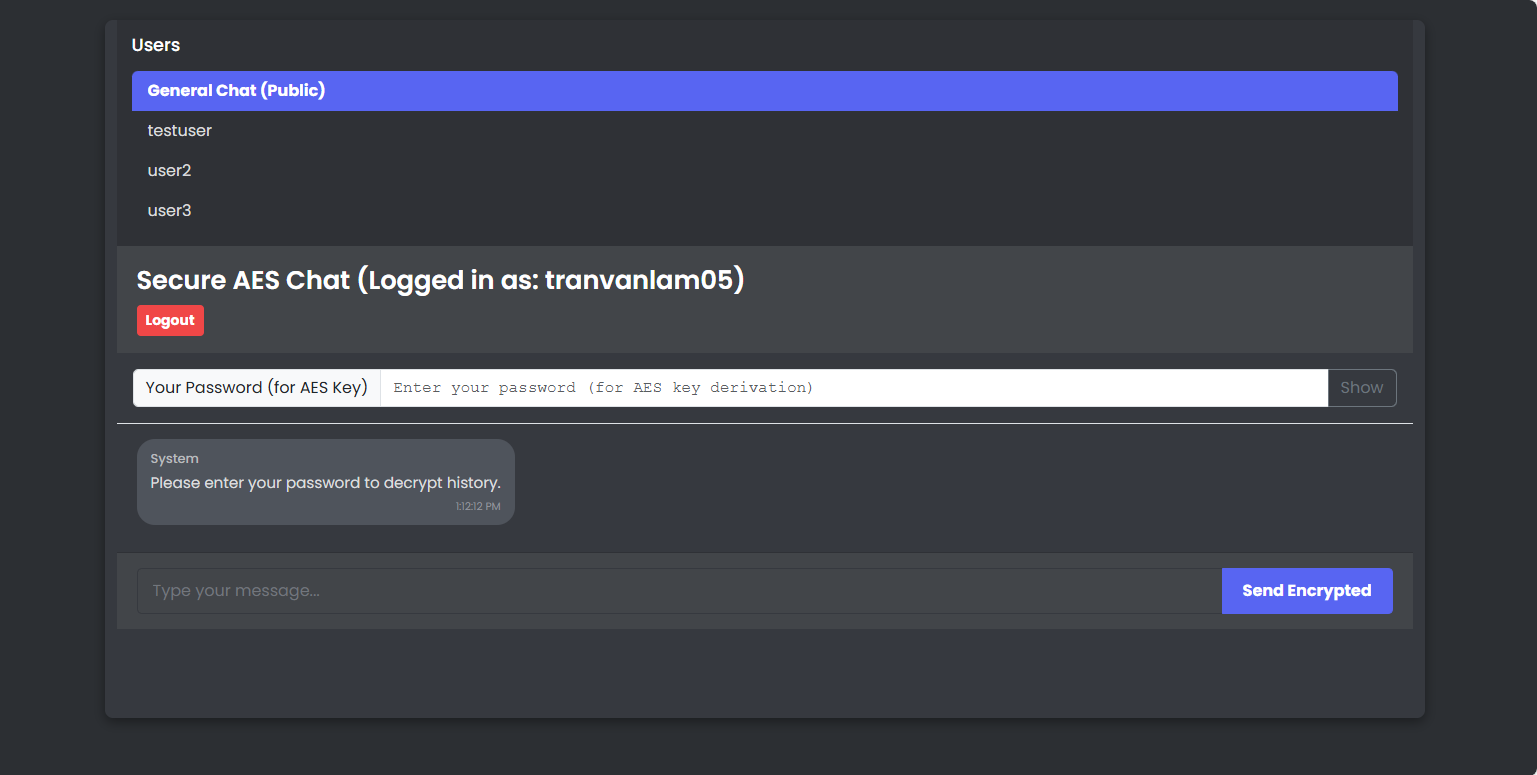 Users
General Chat (Public)
testuser
user2
user3
Secure AES Chat (Logged in as: tranvanlam05)
Logout
Your Password (for AES Key) Enter your password (for AES key derivation) Show
System
Please enter your password to decrypt history.
1:12:12 PM
Type your message... Send Encrypted